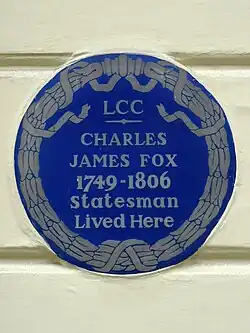 LCC
CHARLES
JAMES FOX
1749-1806
Statesman
Lived Here